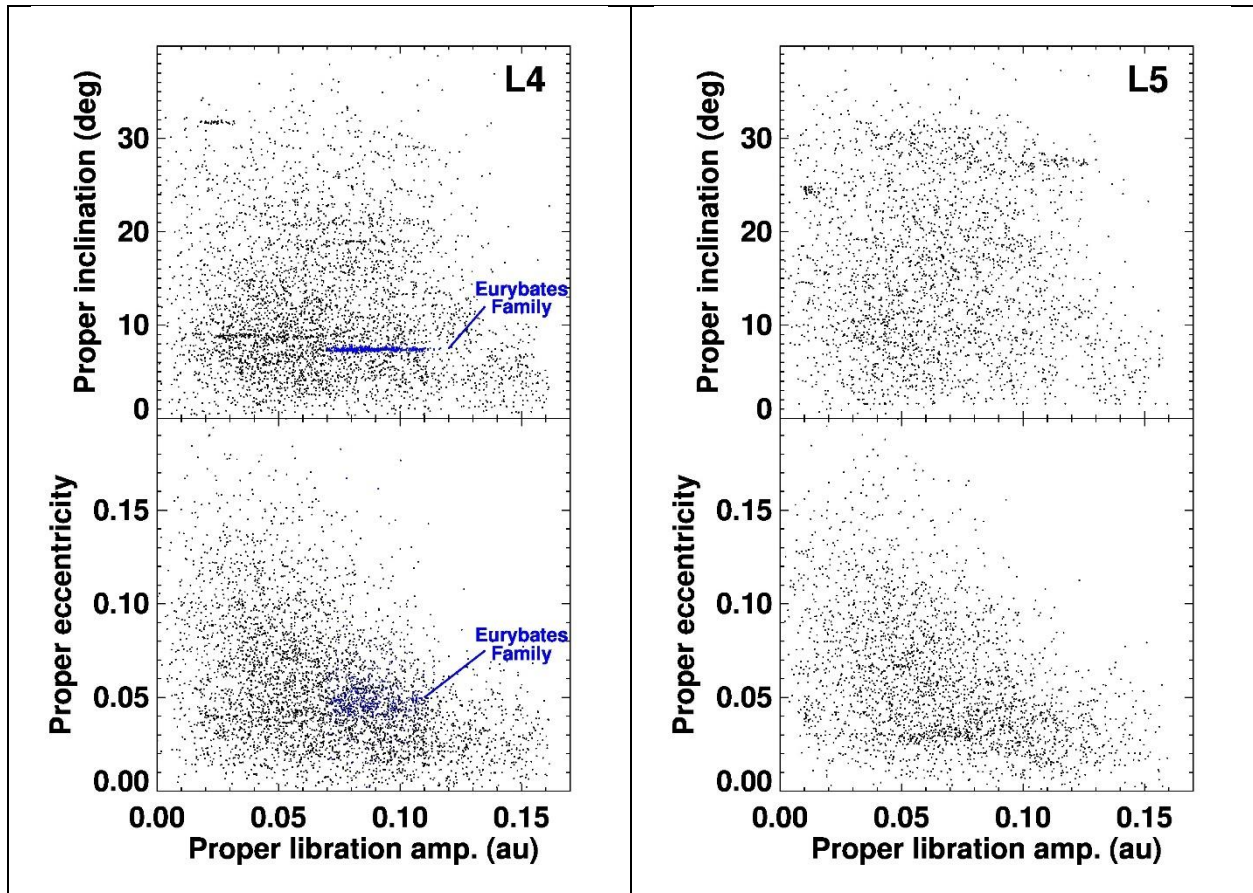 L4
Proper inclination (deg)
30
20
10
0
Eurybates
Family
Proper eccentricity
0.15
0.10
0.05
0.00
Eurybates
Family
0.00 0.05 0.10 0.15
Proper libration amp. (au)
L5
Proper inclination (deg)
30
20
10
0
Proper eccentricity
0.15
0.10
0.05
0.00
0.00 0.05 0.10 0.15
Proper libration amp. (au)